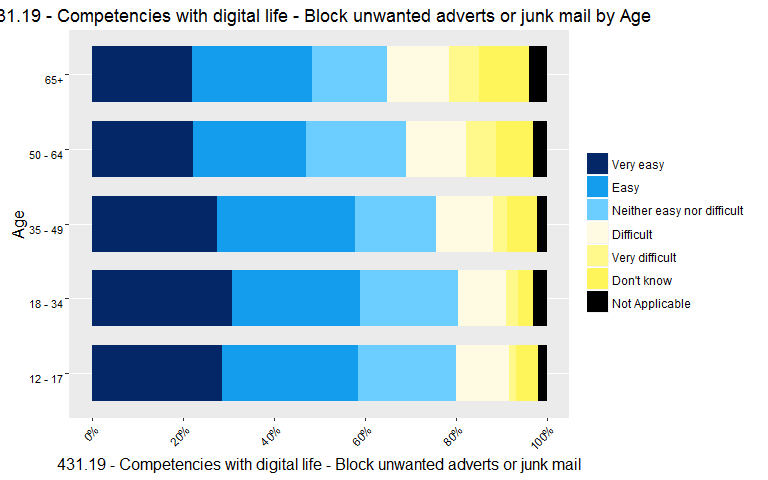 31.19 - Competencies with digital life - Block unwanted adverts or junk mail by Age
Age
65+
50 - 64
35 - 49
18 - 34
12 - 17
0%
20%
40%
60%
80%
100%
431.19 - Competencies with digital life - Block unwanted adverts or junk mail
Very easy
Easy
Neither easy nor difficult
Difficult
Very difficult
Don't know
Not Applicable